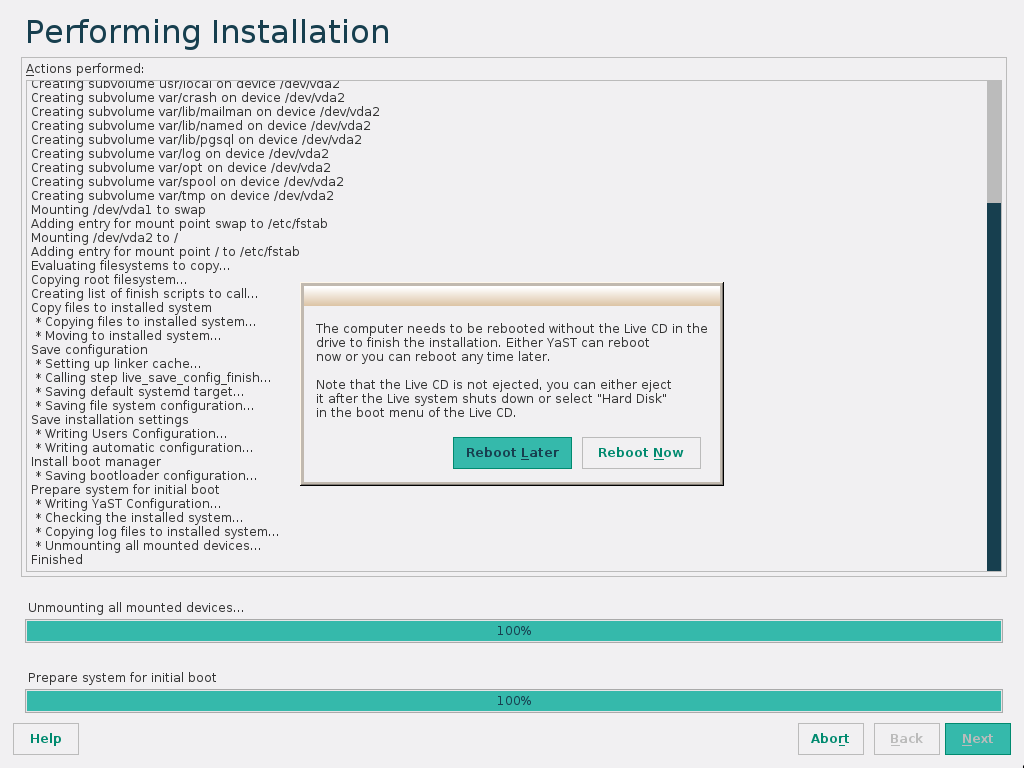 Performing Installation
Actions performed:
Creating subvolume usr/local on device /dev/vda2
Creating subvolume var/crash on device /dev/vda2
Creating subvolume var/lib/mailman on device /dev/vda2
Creating subvolume var/lib/named on device /dev/vda2
Creating subvolume var/lib/pgsql on device /dev/vda2
Creating subvolume var/log on device /dev/vda2
Creating subvolume var/opt on device /dev/vda2
Creating subvolume var/spool on device /dev/vda2
Creating subvolume var/tmp on device /dev/vda2
Mounting /dev/vda1 to swap
Adding entry for mount point swap to /etc/fstab
Mounting /dev/vda2 to /
Adding entry for mount point / to /etc/fstab
Evaluating filesystems to copy...
Copying root filesystem...
Creating list of finish scripts to call...
Copy files to installed system
* Copying files to installed system...
* Moving to installed system...
Save configuration
* Setting up linker cache...
* Calling step live_save_config_finish...
* Saving default systemd target...
* Saving file system configuration...
Save installation settings
* Writing Users Configuration...
* Writing automatic configuration...
Install boot manager
* Saving bootloader configuration...
Prepare system for initial boot
* Writing YaST Configuration...
* Checking the installed system...
* Copying log files to installed system...
* Unmounting all mounted devices...
Finished
The computer needs to be rebooted without the Live CD in the
drive to finish the installation. Either YaST can reboot
now or you can reboot any time later.
Note that the Live CD is not ejected, you can either eject
it after the Live system shuts down or select "Hard Disk"
in the boot menu of the Live CD.
Reboot Later
Reboot Now
Unmounting all mounted devices...
100%
Prepare system for initial boot
100%
Help
Abort
Back
Next